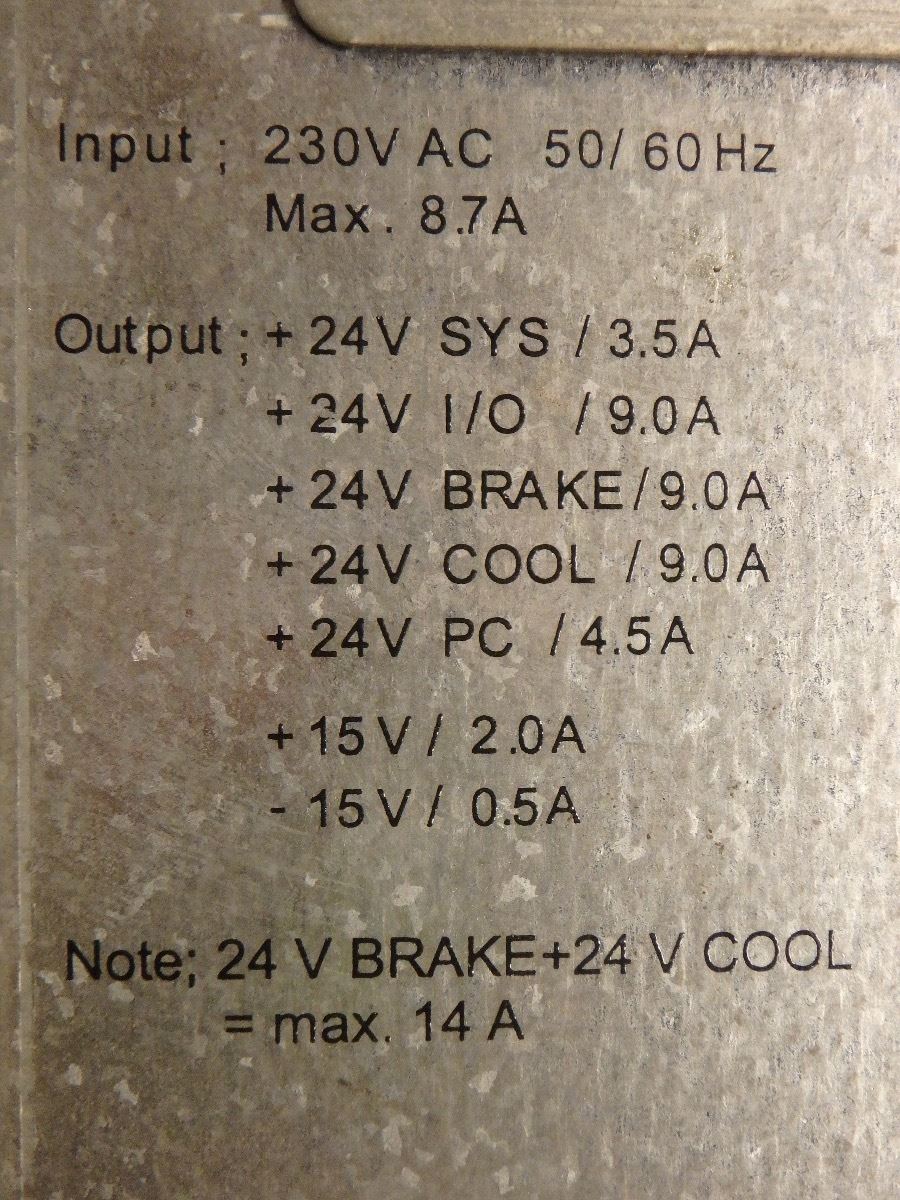 Input ; 230V AC 50/ 60Hz
Max. 8.7A
Output ; + 24V SYS / 3.5A
+ 24V I/O / 9.0A
+ 24V BRAKE / 9.0A
+ 24V COOL / 9.0A
+ 24V PC / 4.5A
+ 15V / 2.0A
- 15V / 0.5A
Note; 24 V BRAKE+24 V COOL
= max. 14 A